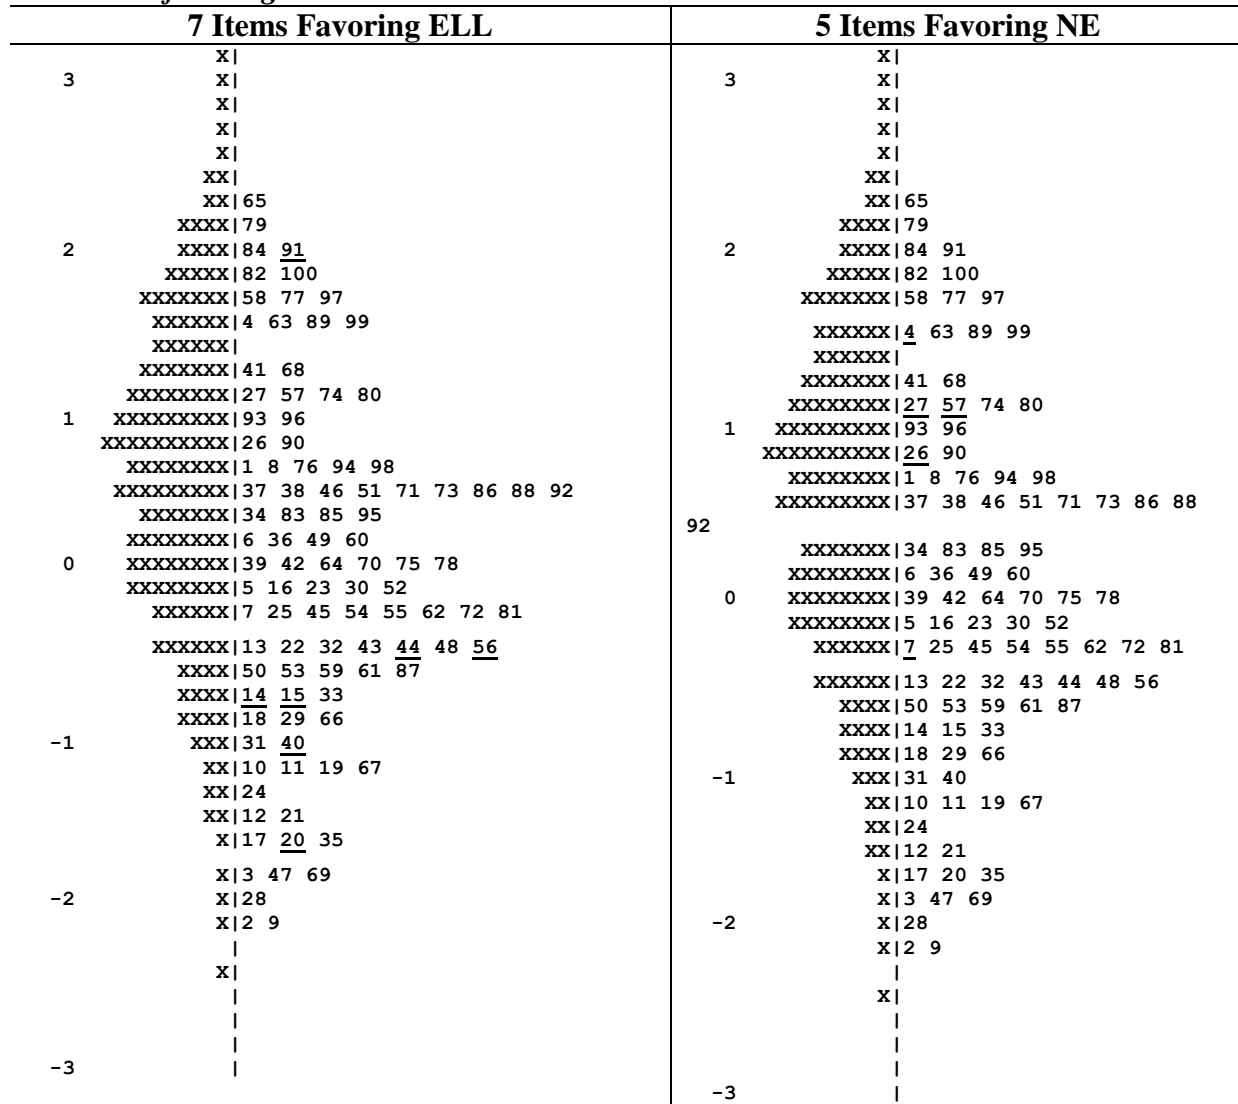 7 Items Favoring ELL
X|
3 X|
X|
X|
X|
XX|
XX|65
XXXX|79
2 XXXX|84 91
XXXXX|82 100
XXXXXXX|58 77 97
XXXXXX|4 63 89 99
XXXXXX|
XXXXXXX|41 68
XXXXXXXX|27 57 74 80
1 XXXXXXXXX|93 96
XXXXXXXXXX|26 90
XXXXXXXX|1 8 76 94 98
XXXXXXXXX|37 38 46 51 71 73 86 88 92
XXXXXXX|34 83 85 95
XXXXXXXX|6 36 49 60
0 XXXXXXXX|39 42 64 70 75 78
XXXXXXXX|5 16 23 30 52
XXXXXX|7 25 45 54 55 62 72 81
XXXXXX|13 22 32 43 44 48 56
XXXX|50 53 59 61 87
XXXX|14 15 33
XXXX|18 29 66
-1 XXX|31 40
XX|10 11 19 67
XX|24
XX|12 21
X|17 20 35
X|3 47 69
-2 X|28
X|2 9
|
X|
|
|
|
-3 |
5 Items Favoring NE
X|
3 X|
X|
X|
X|
XX|
XX|65
XXXX|79
2 XXXX|84 91
XXXXX|82 100
XXXXXXX|58 77 97
XXXXXX|4 63 89 99
XXXXXX|
XXXXXXX|41 68
XXXXXXXX|27 57 74 80
1 XXXXXXXXX|93 96
XXXXXXXXXX|26 90
XXXXXXXX|1 8 76 94 98
XXXXXXXXX|37 38 46 51 71 73 86 88
92
XXXXXXX|34 83 85 95
XXXXXXXX|6 36 49 60
0 XXXXXXXX|39 42 64 70 75 78
XXXXXXXX|5 16 23 30 52
XXXXXX|7 25 45 54 55 62 72 81
XXXXXX|13 22 32 43 44 48 56
XXXX|50 53 59 61 87
XXXX|14 15 33
XXXX|18 29 66
-1 XXX|31 40
XX|10 11 19 67
XX|24
XX|12 21
X|17 20 35
X|3 47 69
-2 X|28
X|2 9
|
X|
|
|
|
-3 |